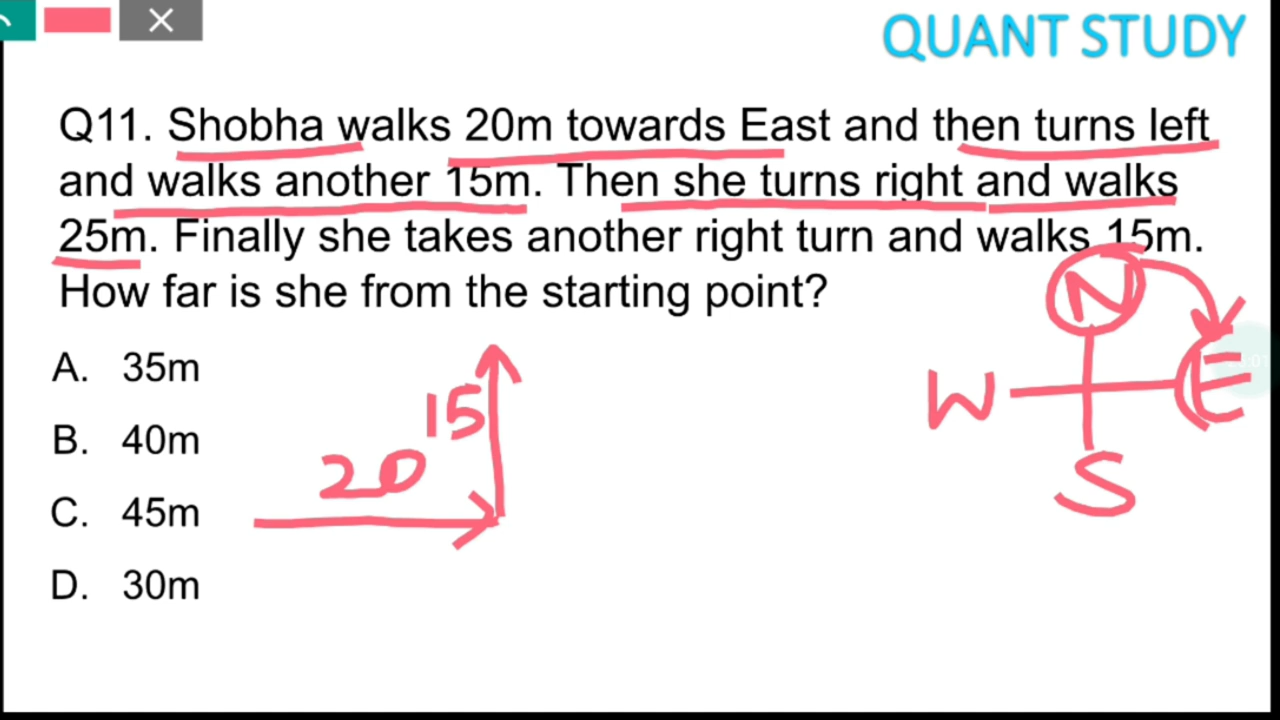 QUANT STUDY
Q11. Shobha walks 20m towards East and then turns left
and walks another 15m. Then she turns right and walks
25m. Finally she takes another right turn and walks 15m.
How far is she from the starting point?
A. 35m
B. 40m
C. 45m
D. 30m
15
20
N
W
E
S